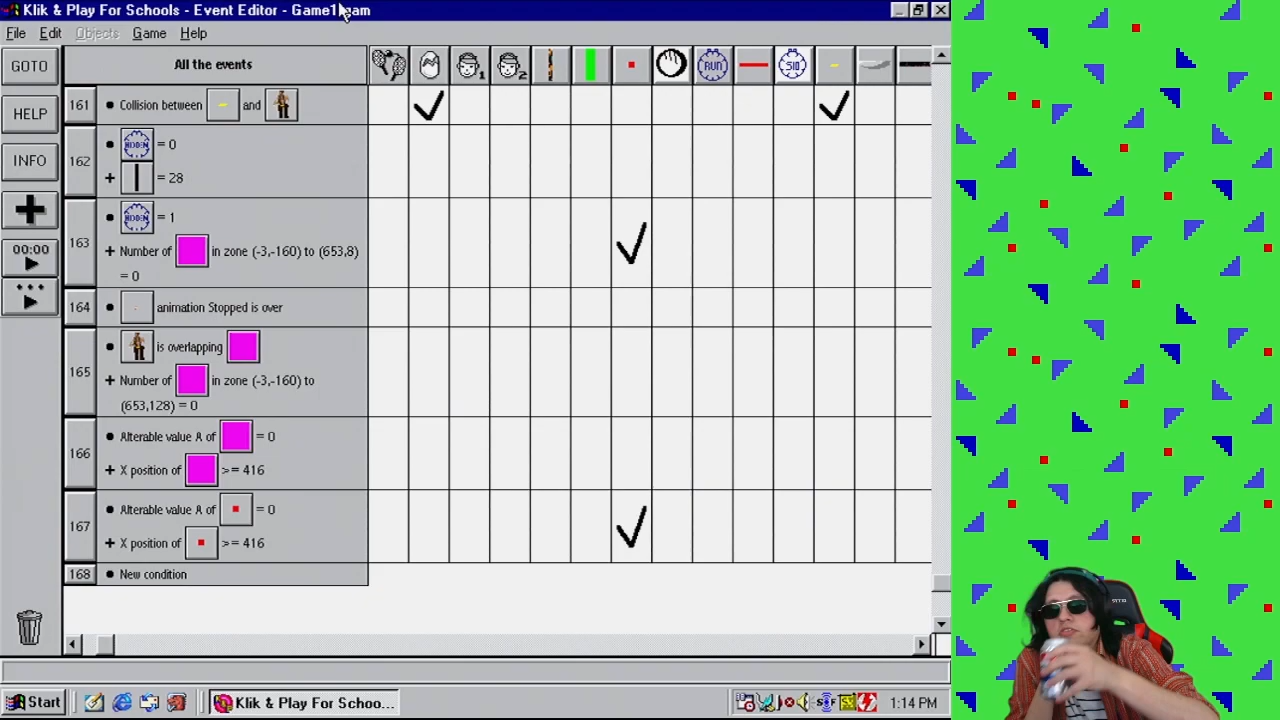 Klik & Play For Schools - Event Editor - Game1.gam
File Edit Objects Game Help
GOTO
All the events
1
2
RUN
SIO
HELP
INFO
00:00
161
• Collision between and
162
• = 0
+ = 28
163
• = 1
+ Number of in zone (-3,-160) to (653,8)
= 0
164
• animation Stopped is over
165
• is overlapping
+ Number of in zone (-3,-160) to
(653,128) = 0
166
• Alterable value A of = 0
+ X position of >= 416
167
• Alterable value A of = 0
+ X position of >= 416
168
• New condition
Start
Klik & Play For Schoo...
1:14 PM